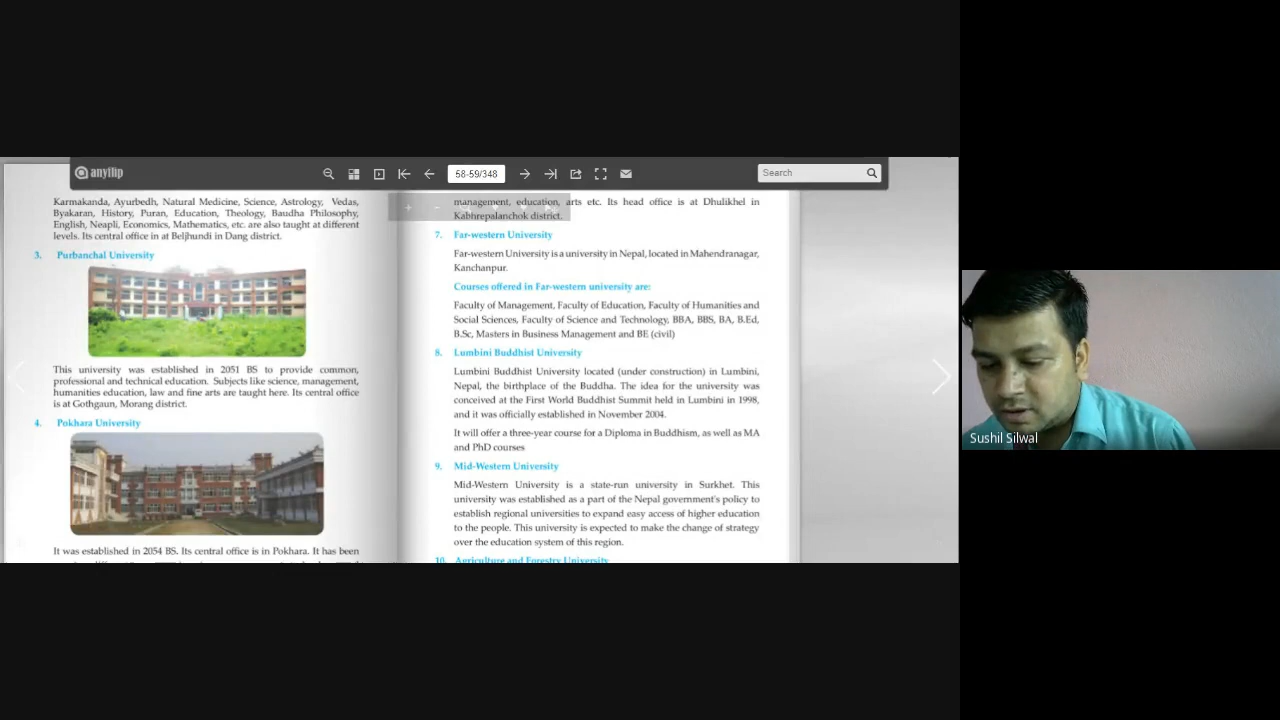 anyflip
58-59/348
Search
Karmakanda, Ayurbedh, Natural Medicine, Science, Astrology, Vedas,
Byakaran, History, Puran, Education, Theology, Baudha Philosophy,
English, Neapli, Economics, Mathematics, etc. are also taught at different
levels. Its central office in at Beljhundi in Dang district.
3. Purbanchal University
This university was established in 2051 BS to provide common,
professional and technical education. Subjects like science, management,
humanities education, law and fine arts are taught here. Its central office
is at Gothgaun, Morang district.
4. Pokhara University
It was established in 2054 BS. Its central office is in Pokhara. It has been
management, education, arts etc. Its head office is at Dhulikhel in
Kabhrepalanchok district.
7. Far-western University
Far-western University is a university in Nepal, located in Mahendranagar,
Kanchanpur.
Courses offered in Far-western university are:
Faculty of Management, Faculty of Education, Faculty of Humanities and
Social Sciences, Faculty of Science and Technology, BBA, BBS, BA, B.Ed,
B.Sc, Masters in Business Management and BE (civil)
8. Lumbini Buddhist University
Lumbini Buddhist University located (under construction) in Lumbini,
Nepal, the birthplace of the Buddha. The idea for the university was
conceived at the First World Buddhist Summit held in Lumbini in 1998,
and it was officially established in November 2004.
It will offer a three-year course for a Diploma in Buddhism, as well as MA
and PhD courses
9. Mid-Western University
Mid-Western University is a state-run university in Surkhet. This
university was established as a part of the Nepal government's policy to
establish regional universities to expand easy access of higher education
to the people. This university is expected to make the change of strategy
over the education system of this region.
10. Agriculture and Forestry University
Sushil Silwal